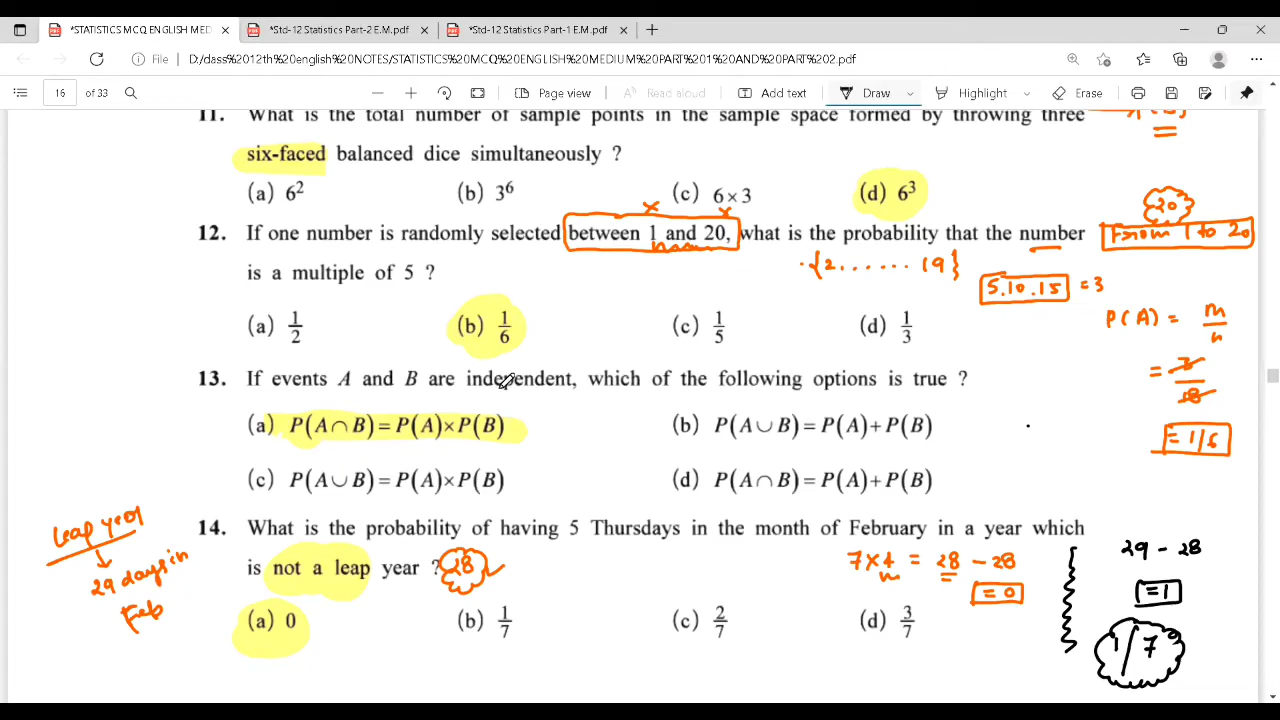 *STATISTICS MCQ ENGLISH MED
*Std-12 Statistics Part-2 E.M.pdf
*Std-12 Statistics Part-1 E.M.pdf
File D:/dass%2012th%20english%20NOTES/STATISTICS%20MCQ%20ENGLISH%20MEDIUM%20PART%201%20AND%20PART%202.pdf
16 of 33
Page view
Read aloud
Add text
Draw
Highlight
Erase
11. What is the total number of sample points in the sample space formed by throwing three
six-faced balanced dice simultaneously ?
(a) 6² (b) 3⁶ (c) 6 × 3 (d) 6³
20
12. If one number is randonly selected between 1 and 20, what is the probability that the number
From 1 to 20
is a multiple of 5 ?
{2......19}
5.10.15 = 3
(a) 1/2 (b) 1/6 (c) 1/5 (d) 1/3
P(A) = m/n
= 3/18
= 1/6
13. If events A and B are independent, which of the following options is true ?
(a) P(A∩B)=P(A)×P(B) (b) P(A∪B)=P(A)+P(B)
(c) P(A∪B)=P(A)×P(B) (d) P(A∩B)=P(A)+P(B)
14. What is the probability of having 5 Thursdays in the month of February in a year which
is not a leap year ? 28
7×4 = 28 - 28
= 0
29 - 28
= 1
1/7
leap year
29 days in
Feb
(a) 0 (b) 1/7 (c) 2/7 (d) 3/7